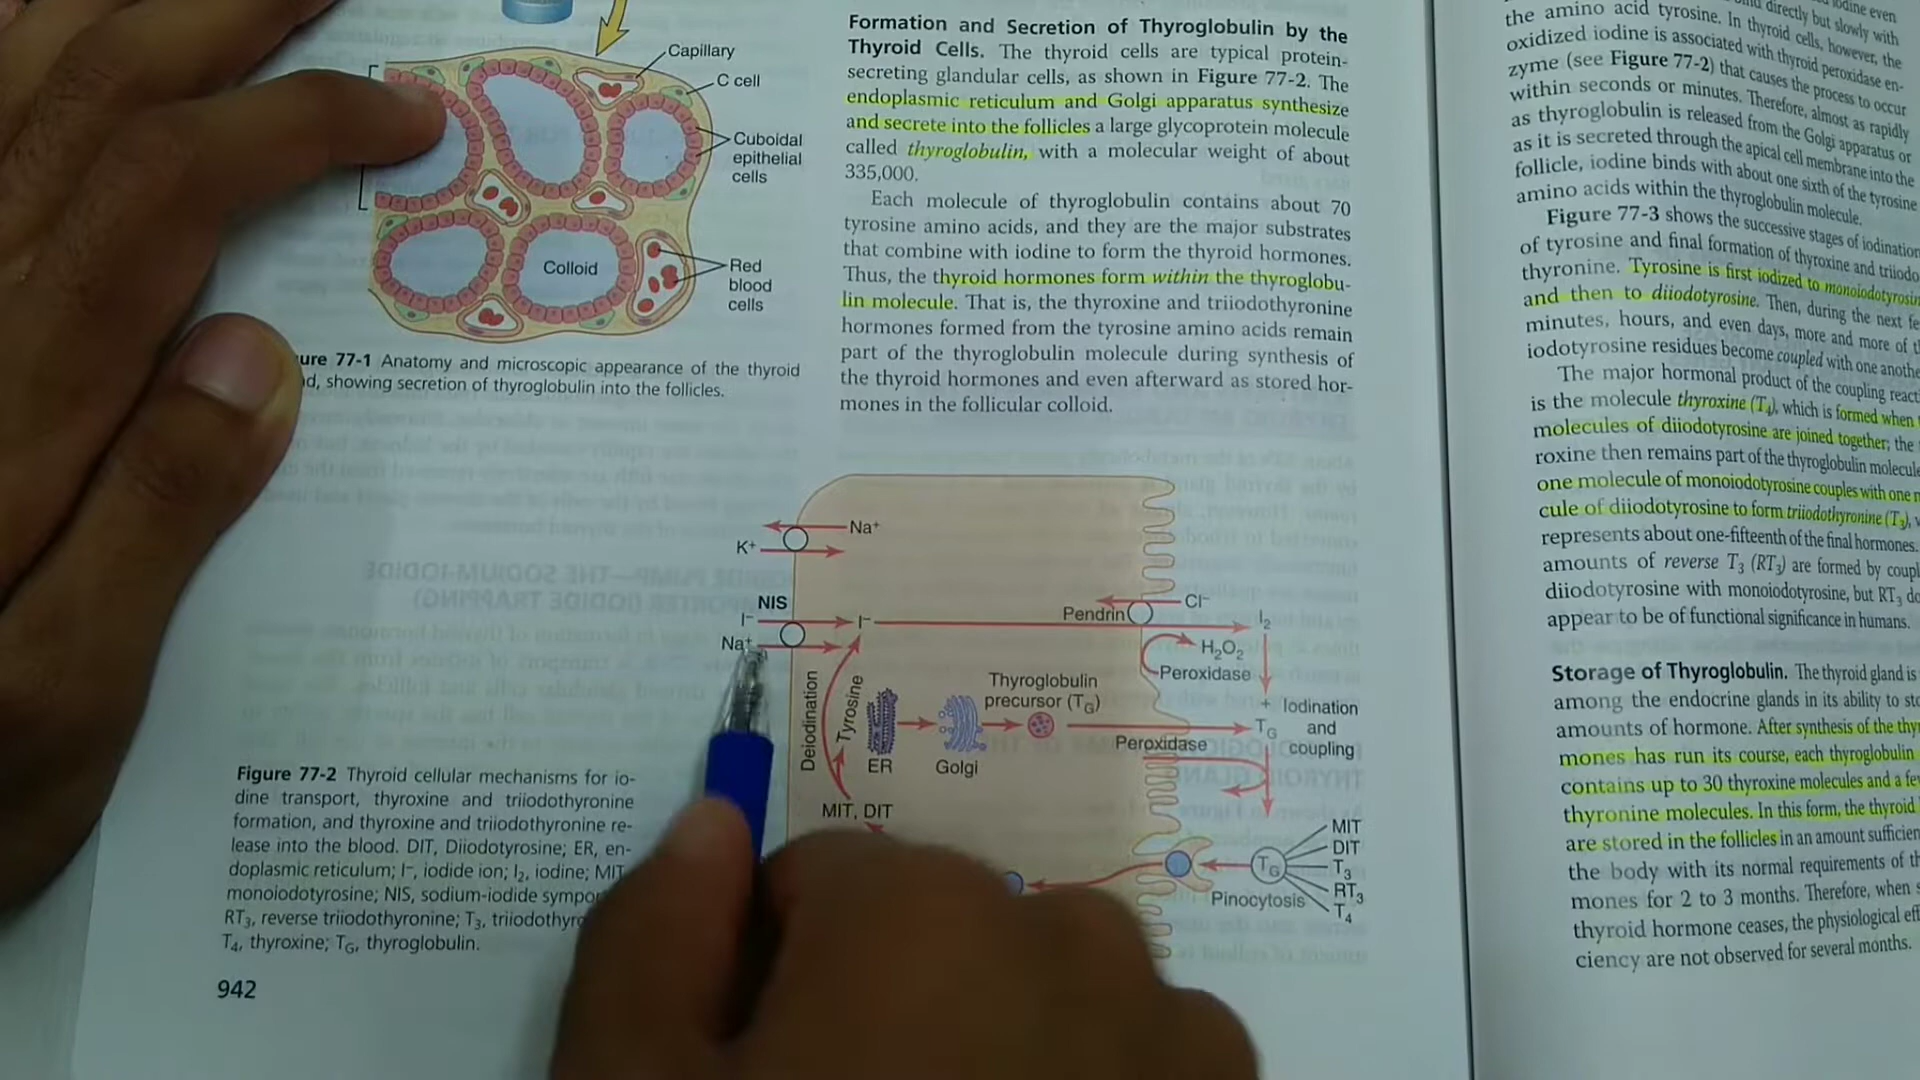 Capillary
C cell
Cuboidal
epithelial
cells
Colloid
Red
blood
cells
ure 77-1 Anatomy and microscopic appearance of the thyroid
d, showing secretion of thyroglobulin into the follicles.
Formation and Secretion of Thyroglobulin by the
Thyroid Cells. The thyroid cells are typical protein-
secreting glandular cells, as shown in Figure 77-2. The
endoplasmic reticulum and Golgi apparatus synthesize
and secrete into the follicles a large glycoprotein molecule
called thyroglobulin, with a molecular weight of about
335,000.
Each molecule of thyroglobulin contains about 70
tyrosine amino acids, and they are the major substrates
that combine with iodine to form the thyroid hormones.
Thus, the thyroid hormones form within the thyroglobu-
lin molecule. That is, the thyroxine and triiodothyronine
hormones formed from the tyrosine amino acids remain
part of the thyroglobulin molecule during synthesis of
the thyroid hormones and even afterward as stored hor-
mones in the follicular colloid.
Na⁺
K⁺
NIS
I⁻
I⁻
Na⁺
Pendrin
Cl⁻
I₂
H₂O₂
Peroxidase
Deiodination
Tyrosine
ER
Golgi
Thyroglobulin
precursor (TG)
Peroxidase
+
TG
Iodination
and
coupling
MIT, DIT
MIT
DIT
T₃
RT₃
T₄
TG
Pinocytosis
Figure 77-2 Thyroid cellular mechanisms for io-
dine transport, thyroxine and triiodothyronine
formation, and thyroxine and triiodothyronine re-
lease into the blood. DIT, Diiodotyrosine; ER, en-
doplasmic reticulum; I⁻, iodide ion; I₂, iodine; MIT
monoiodotyrosine; NIS, sodium-iodide sympor
RT₃, reverse triiodothyronine; T₃, triiodothyro
T₄, thyroxine; TG, thyroglobulin.
942
directly but slowly with
the amino acid tyrosine. In thyroid cells, however, the
oxidized iodine is associated with thyroid peroxidase en-
zyme (see Figure 77-2) that causes the process to occur
within seconds or minutes. Therefore, almost as rapidly
as thyroglobulin is released from the Golgi apparatus or
as it is secreted through the apical cell membrane into the
follicle, iodine binds with about one sixth of the tyrosine
amino acids within the thyroglobulin molecule.
Figure 77-3 shows the successive stages of iodination
of tyrosine and final formation of thyroxine and triiodo
thyronine. Tyrosine is first iodized to monoiodotyrosin
and then to diiodotyrosine. Then, during the next fe
minutes, hours, and even days, more and more of t
iodotyrosine residues become coupled with one anothe
The major hormonal product of the coupling reacti
is the molecule thyroxine (T₄), which is formed when
molecules of diiodotyrosine are joined together; the
roxine then remains part of the thyroglobulin molecule
one molecule of monoiodotyrosine couples with one m
cule of diiodotyrosine to form triiodothyronine (T₃),
represents about one-fifteenth of the final hormones.
amounts of reverse T₃ (RT₃) are formed by coupl
diiodotyrosine with monoiodotyrosine, but RT₃ do
appear to be of functional significance in humans.
Storage of Thyroglobulin. The thyroid gland is
among the endocrine glands in its ability to sto
amounts of hormone. After synthesis of the thy
mones has run its course, each thyroglobulin
contains up to 30 thyroxine molecules and a fe
thyronine molecules. In this form, the thyroid
are stored in the follicles in an amount sufficien
the body with its normal requirements of th
mones for 2 to 3 months. Therefore, when s
thyroid hormone ceases, the physiological eff
ciency are not observed for several months.